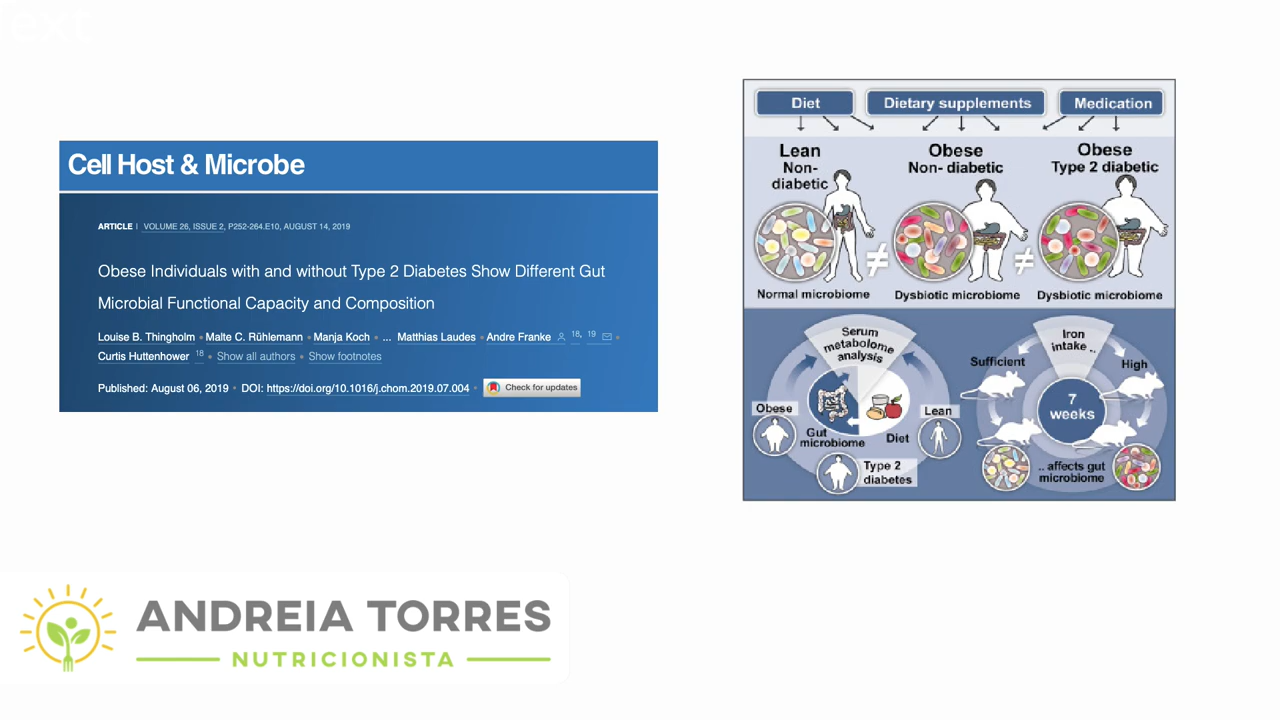 ext
Cell Host & Microbe
ARTICLE | VOLUME 26, ISSUE 2, P252-264.E10, AUGUST 14, 2019
Obese Individuals with and without Type 2 Diabetes Show Different Gut
Microbial Functional Capacity and Composition
Louise B. Thingholm • Malte C. Rühlemann • Manja Koch • ... Matthias Laudes • Andre Franke 18, 19 •
Curtis Huttenhower 18 • Show all authors • Show footnotes
Published: August 06, 2019 • DOI: https://doi.org/10.1016/j.chom.2019.07.004 • Check for updates
Diet
Dietary supplements
Medication
Lean
Non-
diabetic
Obese
Non- diabetic
Obese
Type 2 diabetic
≠
≠
Normal microbiome
Dysbiotic microbiome
Dysbiotic microbiome
Serum
metabolome
analysis
Obese
Lean
Gut
microbiome
Diet
Type 2
diabetes
Iron
intake ..
Sufficient
High
7
weeks
.. affects gut
microbiome
ANDREIA TORRES
NUTRICIONISTA